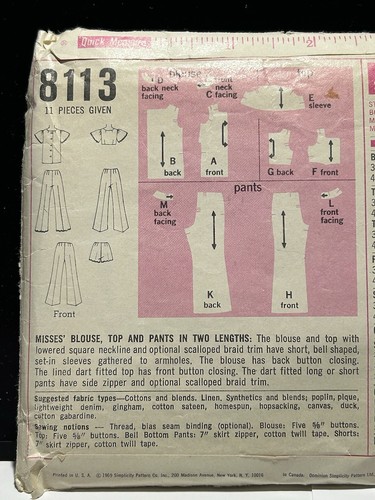 Quick Measure
2
8113
11 PIECES GIVEN
blouse
top
D
back neck
facing
front
neck
C facing
E
sleeve
B
back
A
front
G back
F front
pants
M
back
facing
L
front
facing
K
back
H
front
Front
MISSES' BLOUSE, TOP AND PANTS IN TWO LENGTHS: The blouse and top with
lowered square neckline and optional scalloped braid trim have short, bell shaped,
set-in sleeves gathered to armholes. The blouse has back button closing.
The lined dart fitted top has front button closing. The dart fitted long or short
pants have side zipper and optional scalloped braid trim.
Suggested fabric types—Cottons and blends. Linen, Synthetics and blends; poplin, pique,
lightweight denim, gingham, cotton sateen, homespun, hopsacking, canvas, duck,
cotton gabardine.
Sewing notions — Thread, bias seam binding (optional). Blouse: Five ⅝" buttons.
Top: Five ⅝" buttons. Bell Bottom Pants: 7" skirt zipper, cotton twill tape. Shorts:
7" skirt zipper, cotton twill tape.
Printed in U. S. A. © 1969 Simplicity Pattern Co. Inc., 200 Madison Avenue, New York, N. Y. 10016
In Canada: Dominion Simplicity Patterns Ltd.